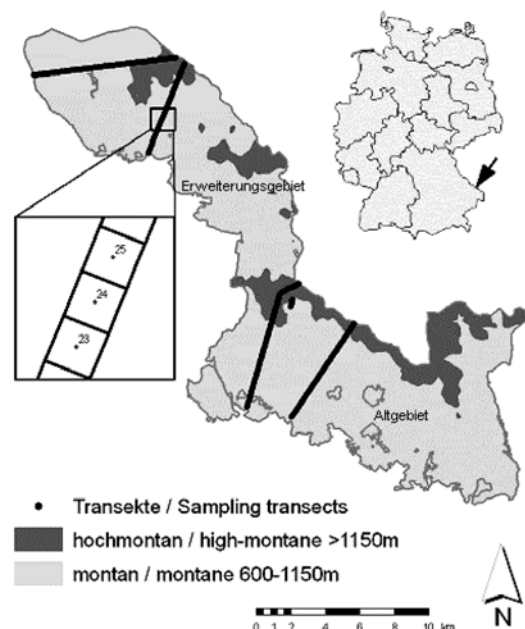 Erweiterungsgebiet
25
24
23
Altgebiet
Transekte / Sampling transects
hochmontan / high-montane >1150m
montan / montane 600-1150m
0 1 2 4 6 8 10 km
N